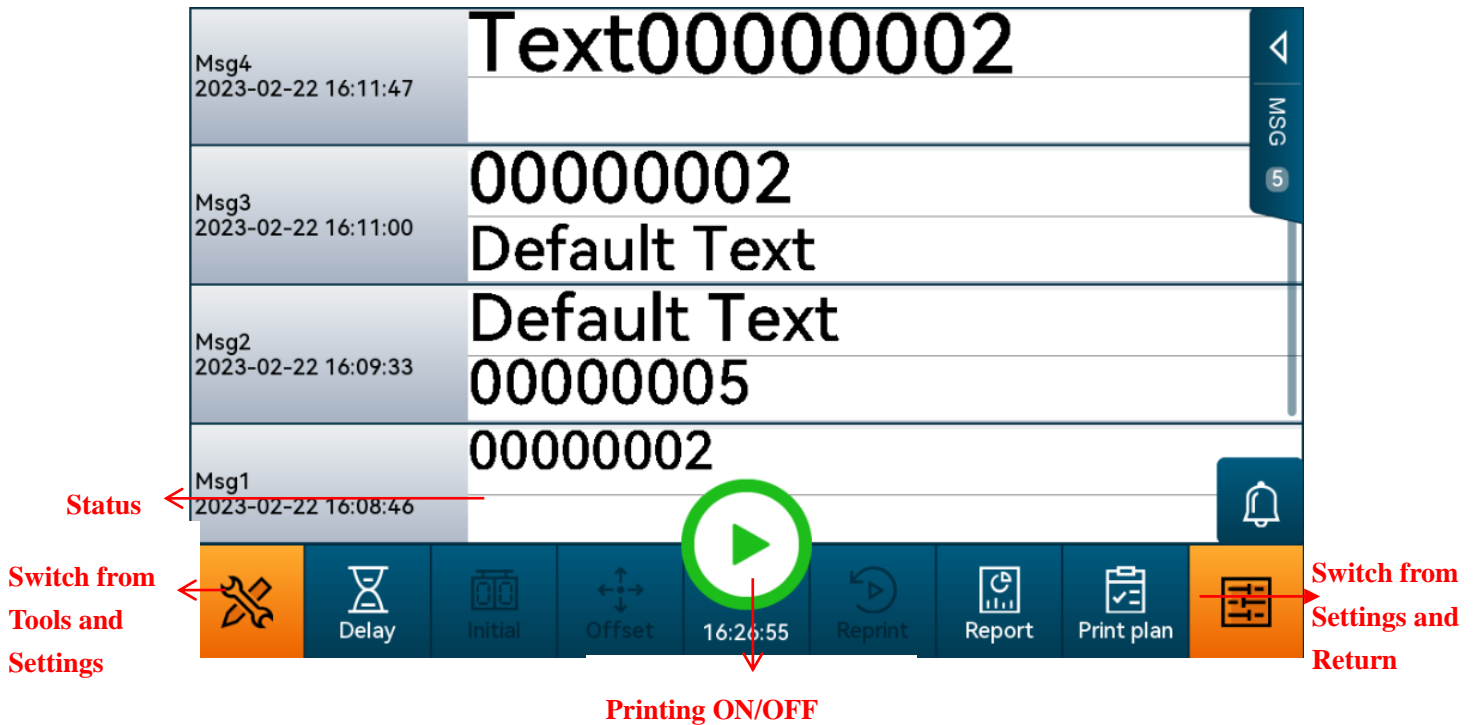 Msg4
2023-02-22 16:11:47
Text00000002
MSG
5
Msg3
2023-02-22 16:11:00
00000002
Default Text
Msg2
2023-02-22 16:09:33
Default Text
00000005
Msg1
2023-02-22 16:08:46
00000002
Status
Switch from
Tools and
Settings
Delay
00
Initial
Offset
16:26:55
Reprint
Report
Print plan
Switch from
Settings and
Return
Printing ON/OFF